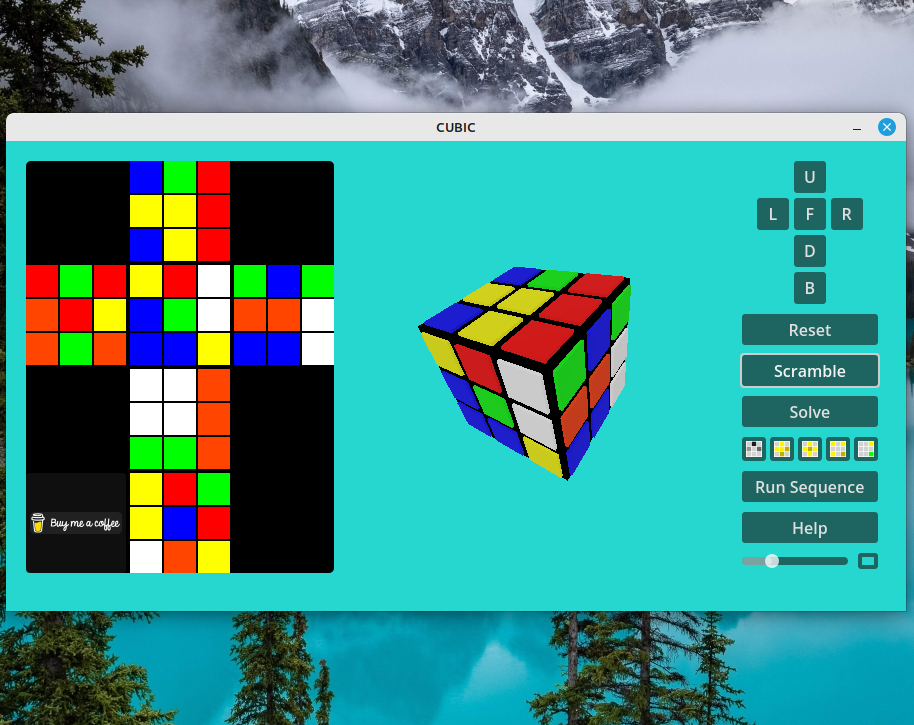 CUBIC
U
L F R
D
B
Reset
Scramble
Solve
Run Sequence
Help
Buy me a coffee